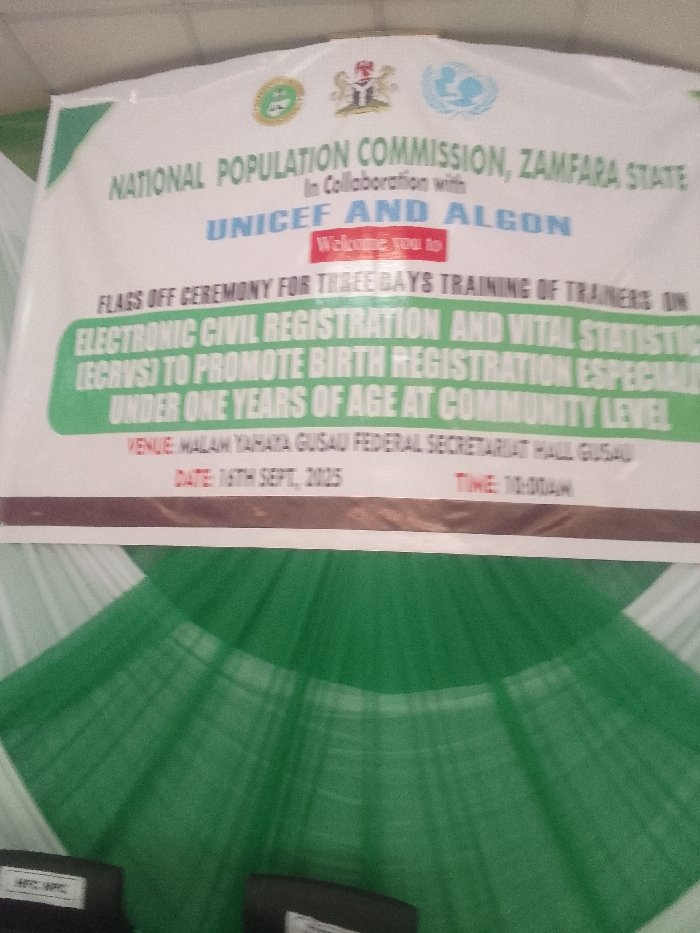 NATIONAL POPULATION COMMISSION, ZAMFARA STATE
In Collaboration with
UNICEF AND ALGON
Welcome you to
FLAGS OFF CEREMONY FOR THREE DAYS TRAINING OF TRAINERS ON
ELECTRONIC CIVIL REGISTRATION AND VITAL STATISTIC
(ECRVS) TO PROMOTE BIRTH REGISTRATION ESPECIAL
UNDER ONE YEARS OF AGE AT COMMUNITY LEVEL
VENUE: MALAM YAHAYA GUSAU FEDERAL SECRETARIAT HALL GUSAU
DATE: 16TH SEPT, 2025 TIME: 10:00AM